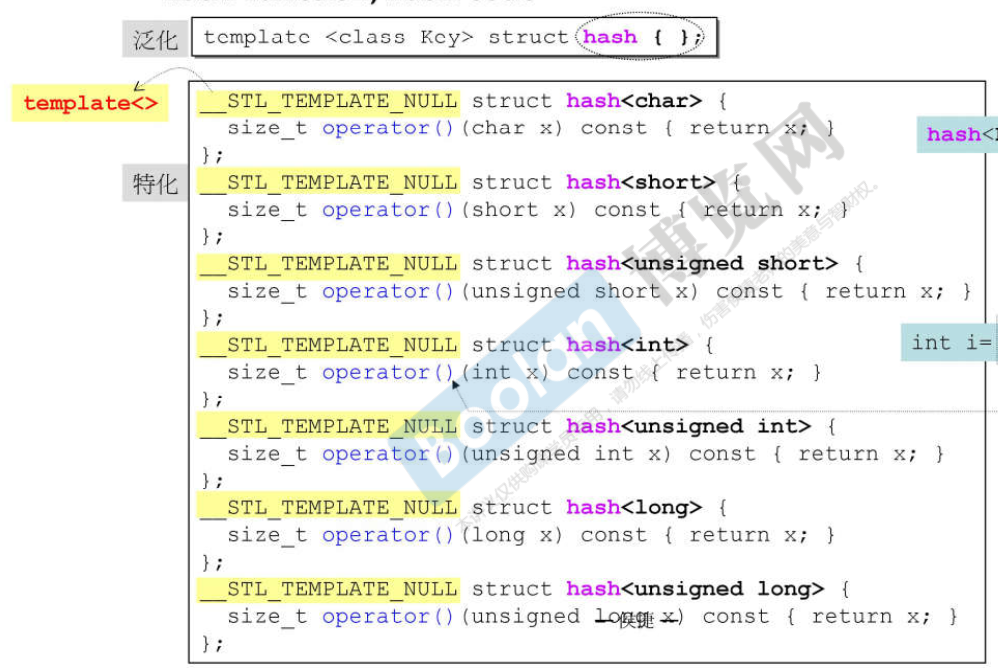 泛化
template <class Key> struct hash { };
template<>
特化
__STL_TEMPLATE_NULL struct hash<char> {
size_t operator()(char x) const { return x; }
};
__STL_TEMPLATE_NULL struct hash<short> {
size_t operator()(short x) const { return x; }
};
__STL_TEMPLATE_NULL struct hash<unsigned short> {
size_t operator()(unsigned short x) const { return x; }
};
__STL_TEMPLATE_NULL struct hash<int> {
size_t operator()(int x) const { return x; }
};
__STL_TEMPLATE_NULL struct hash<unsigned int> {
size_t operator()(unsigned int x) const { return x; }
};
__STL_TEMPLATE_NULL struct hash<long> {
size_t operator()(long x) const { return x; }
};
__STL_TEMPLATE_NULL struct hash<unsigned long> {
size_t operator()(unsigned long x) const { return x; }
};
hash<
int i=
Boolan
博览网
侯捷